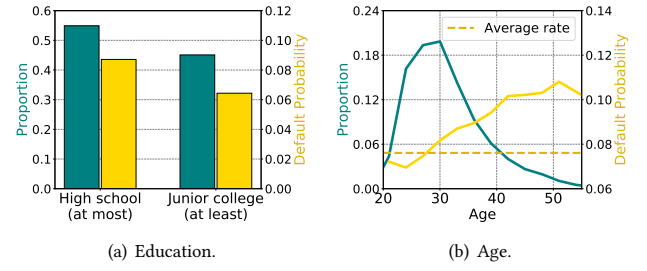 0.6
0.5
0.4
0.3
0.2
0.1
0.0
Proportion
0.12
0.10
0.08
0.06
0.04
0.02
0.00
Default Probability
High school
(at most)
Junior college
(at least)
(a) Education.
0.24
0.18
0.12
0.06
0.00
Proportion
Average rate
0.14
0.12
0.10
0.08
0.06
Default Probability
20
30
40
50
Age
(b) Age.